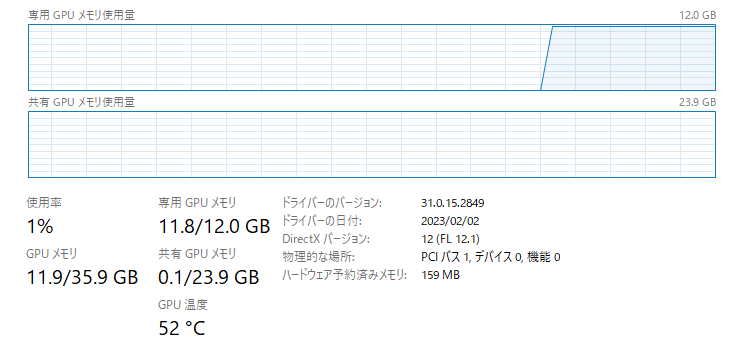 専用 GPU メモリ使用量 12.0 GB
共有 GPU メモリ使用量 23.9 GB
使用率 専用 GPU メモリ ドライバーのバージョン: 31.0.15.2849
1% 11.8/12.0 GB ドライバーの日付: 2023/02/02
DirectX バージョン: 12 (FL 12.1)
GPU メモリ 共有 GPU メモリ 物理的な場所: PCI バス 1, デバイス 0, 機能 0
11.9/35.9 GB 0.1/23.9 GB ハードウェア予約済みメモリ: 159 MB
GPU 温度
52 °C